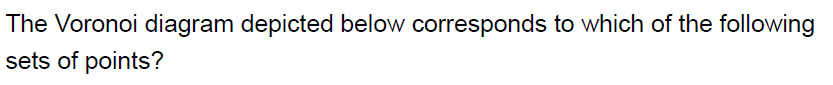 The Voronoi diagram depicted below corresponds to which of the following
sets of points?